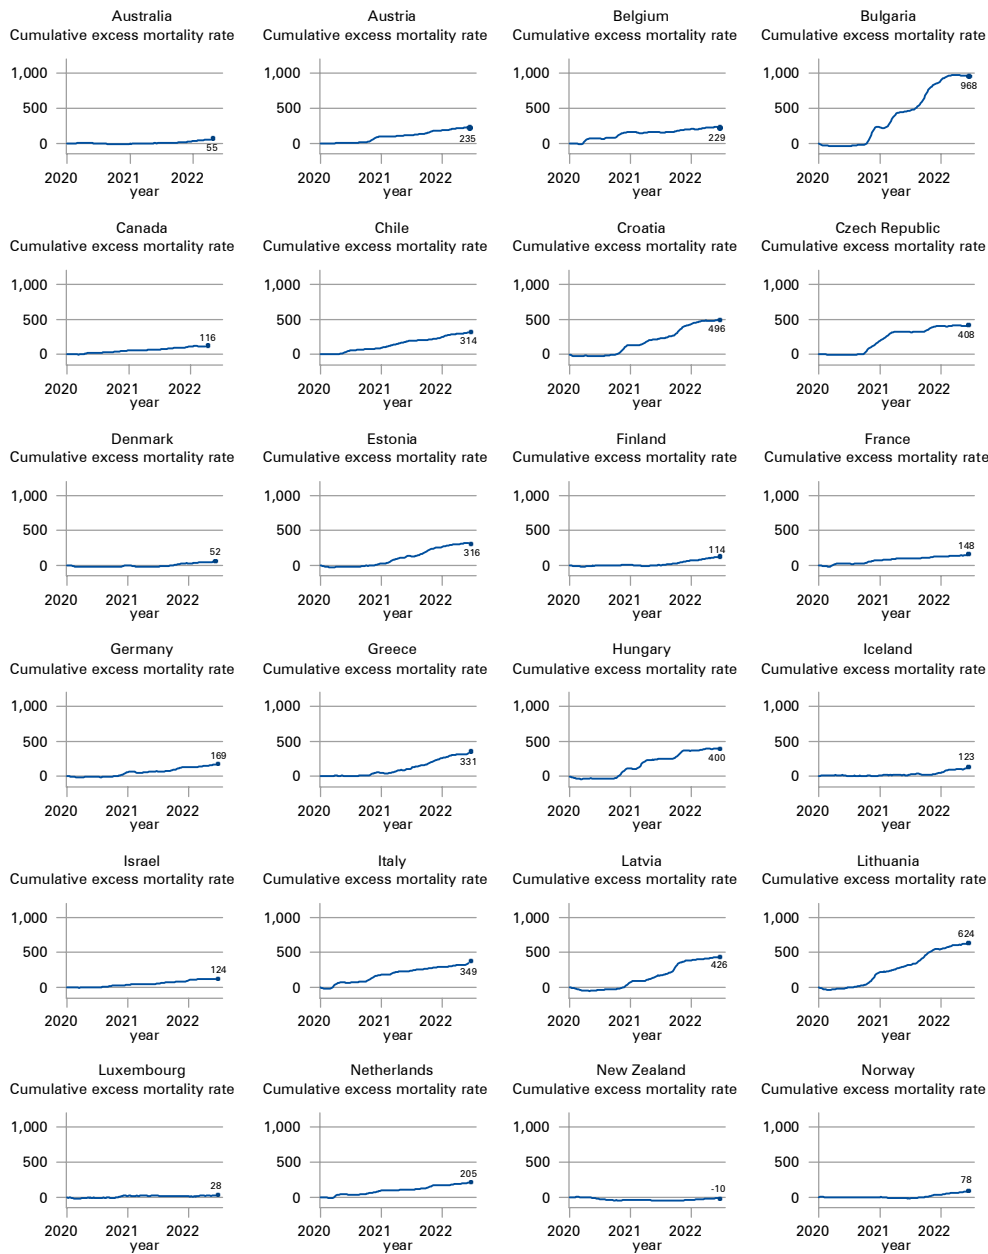 Australia
Cumulative excess mortality rate
1,000
500
0
55
2020 2021 2022
year
Austria
Cumulative excess mortality rate
1,000
500
0
235
2020 2021 2022
year
Belgium
Cumulative excess mortality rate
1,000
500
0
229
2020 2021 2022
year
Bulgaria
Cumulative excess mortality rate
1,000
500
0
968
2020 2021 2022
year
Canada
Cumulative excess mortality rate
1,000
500
116
0
2020 2021 2022
year
Chile
Cumulative excess mortality rate
1,000
500
314
0
2020 2021 2022
year
Croatia
Cumulative excess mortality rate
1,000
500
496
0
2020 2021 2022
year
Czech Republic
Cumulative excess mortality rate
1,000
500
408
0
2020 2021 2022
year
Denmark
Cumulative excess mortality rate
1,000
500
52
0
2020 2021 2022
year
Estonia
Cumulative excess mortality rate
1,000
500
316
0
2020 2021 2022
year
Finland
Cumulative excess mortality rate
1,000
500
114
0
2020 2021 2022
year
France
Cumulative excess mortality rate
1,000
500
148
0
2020 2021 2022
year
Germany
Cumulative excess mortality rate
1,000
500
169
0
2020 2021 2022
year
Greece
Cumulative excess mortality rate
1,000
500
331
0
2020 2021 2022
year
Hungary
Cumulative excess mortality rate
1,000
500
400
0
2020 2021 2022
year
Iceland
Cumulative excess mortality rate
1,000
500
123
0
2020 2021 2022
year
Israel
Cumulative excess mortality rate
1,000
500
124
0
2020 2021 2022
year
Italy
Cumulative excess mortality rate
1,000
500
349
0
2020 2021 2022
year
Latvia
Cumulative excess mortality rate
1,000
500
426
0
2020 2021 2022
year
Lithuania
Cumulative excess mortality rate
1,000
624
500
0
2020 2021 2022
year
Luxembourg
Cumulative excess mortality rate
1,000
500
28
0
2020 2021 2022
year
Netherlands
Cumulative excess mortality rate
1,000
500
205
0
2020 2021 2022
year
New Zealand
Cumulative excess mortality rate
1,000
500
-10
0
2020 2021 2022
year
Norway
Cumulative excess mortality rate
1,000
500
78
0
2020 2021 2022
year